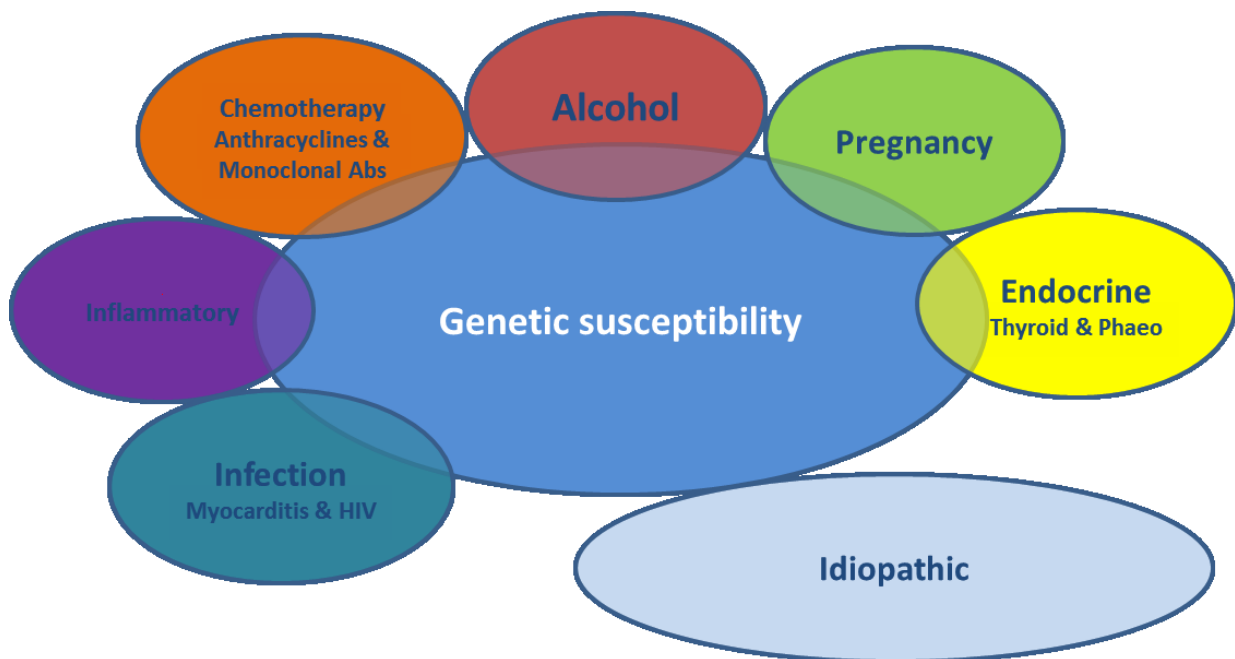 Chemotherapy
Anthracyclines &
Monoclonal Abs
Alcohol
Pregnancy
Inflammatory
Genetic susceptibility
Endocrine
Thyroid & Phaeo
Infection
Myocarditis & HIV
Idiopathic